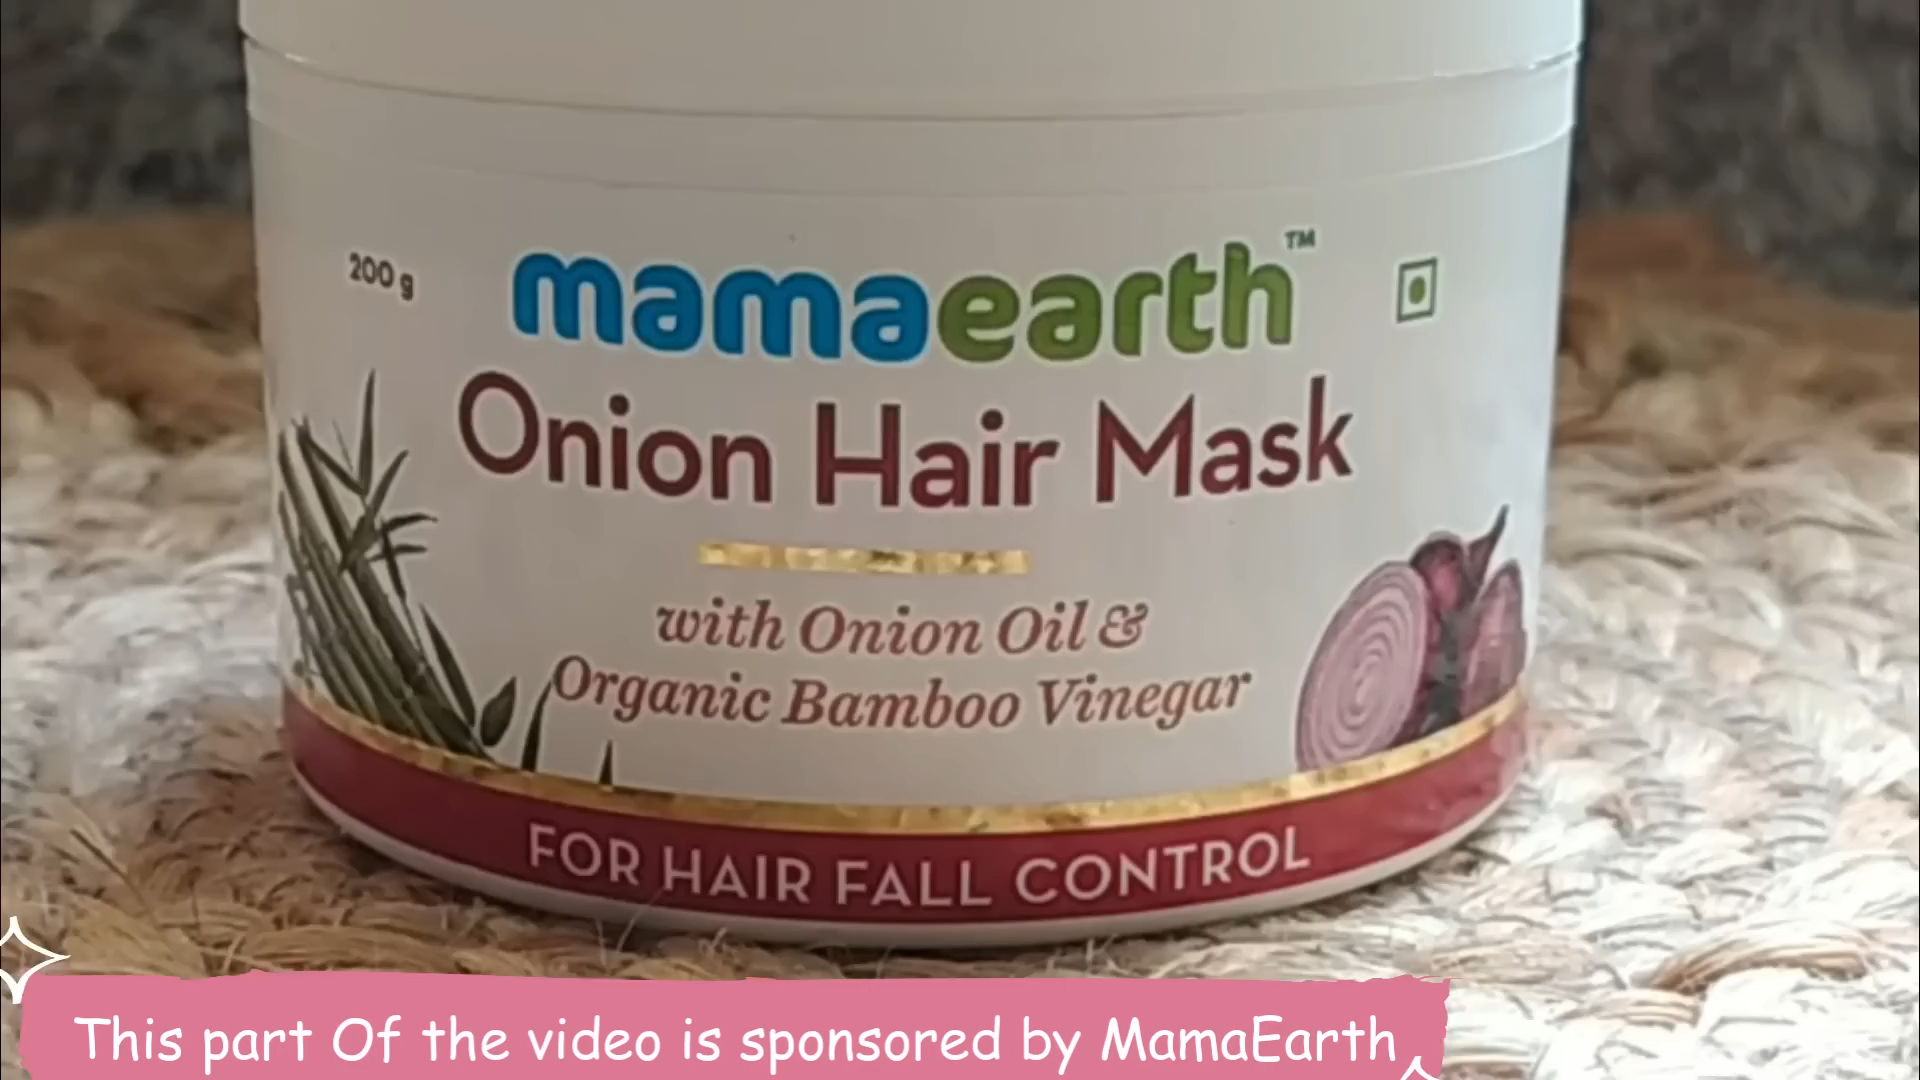 200 g
mamaearth™
Onion Hair Mask
with Onion Oil &
Organic Bamboo Vinegar
FOR HAIR FALL CONTROL
This part Of the video is sponsored by MamaEarth